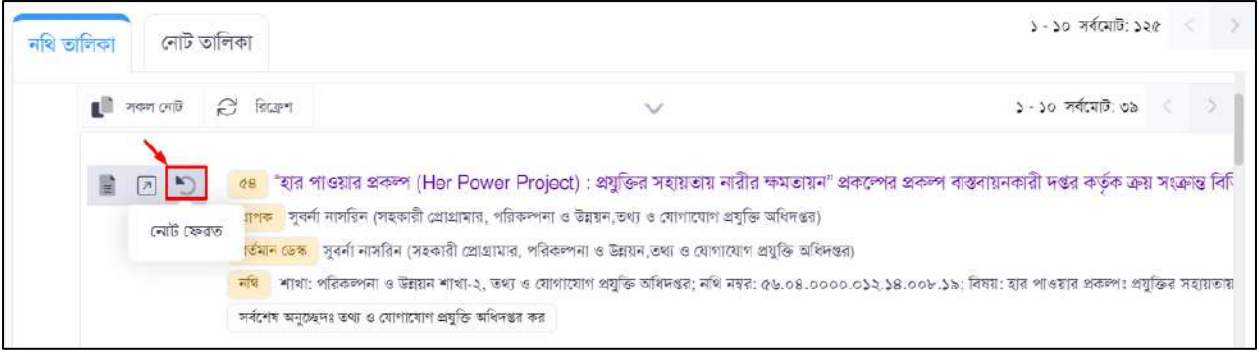 ১ - ১০ সর্বমোট: ১২৫
নথি তালিকা নোট তালিকা
সকল নোট রিফ্রেশ ১ - ১০ সর্বমোট: ৩৯
৫৪ “হার পাওয়ার প্রকল্প (Her Power Project) : প্রযুক্তির সহায়তায় নারীর ক্ষমতায়ন” প্রকল্পের প্রকল্প বাস্তবায়নকারী দপ্তর কর্তৃক ক্রয় সংক্রান্ত
সুবর্না নাসরিন (সহকারী প্রোগ্রামার, পরিকল্পনা ও উন্নয়ন,তথ্য ও যোগাযোগ প্রযুক্তি অধিদপ্তর)
নোট ফেরত
ডেস্ক সুবর্না নাসরিন (সহকারী প্রোগ্রামার, পরিকল্পনা ও উন্নয়ন,তথ্য ও যোগাযোগ প্রযুক্তি অধিদপ্তর)
নথি শাখা: পরিকল্পনা ও উন্নয়ন শাখা-২, তথ্য ও যোগাযোগ প্রযুক্তি অধিদপ্তর; নথি নম্বর: ৫৬.০৪.০০০০.০১২.১৪.০০৮.১৯; বিষয়: হার পাওয়ার প্রকল্পঃ প্রযুক্তির সহায়তায়
সর্বশেষ অনুচ্ছেদঃ তথ্য ও যোগাযোগ প্রযুক্তি অধিদপ্তর কর